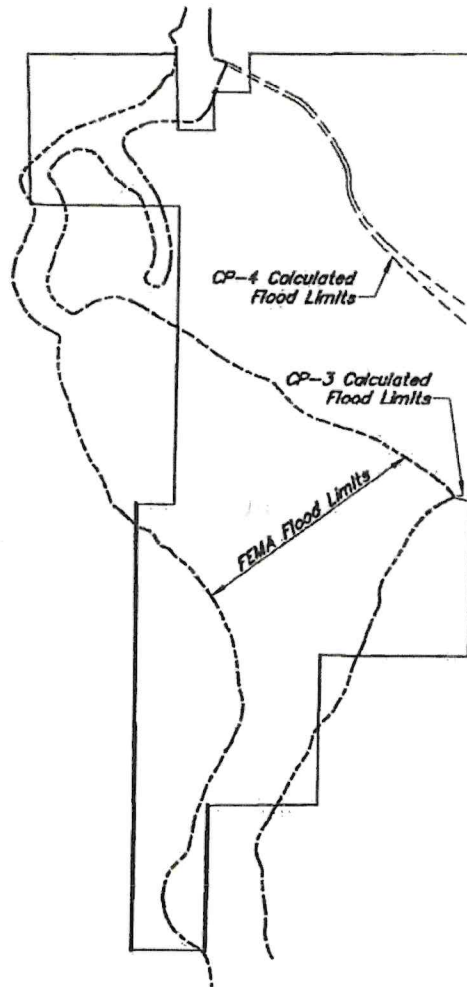 CP-4 Calculated
Flood Limits
CP-3 Calculated
Flood Limits
FEMA Flood Limits